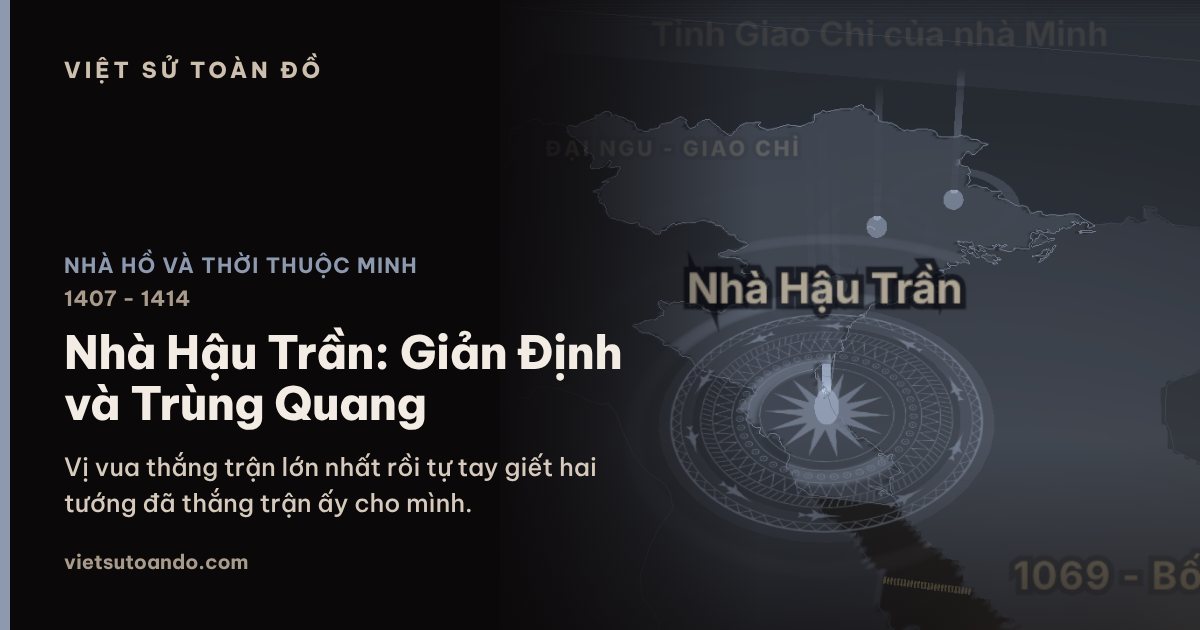 VIỆT SỬ TOÀN ĐỒ
NHÀ HỒ VÀ THỜI THUỘC MINH
1407 - 1414
Nhà Hậu Trần: Giản Định
và Trùng Quang
Vị vua thắng trận lớn nhất rồi tự tay giết hai
tướng đã thắng trận ấy cho mình.
vietsutoando.com
Tỉnh Giao Chỉ của nhà Minh
ĐẠI NGU - GIAO CHỈ
Nhà Hậu Trần
1069 - Bố